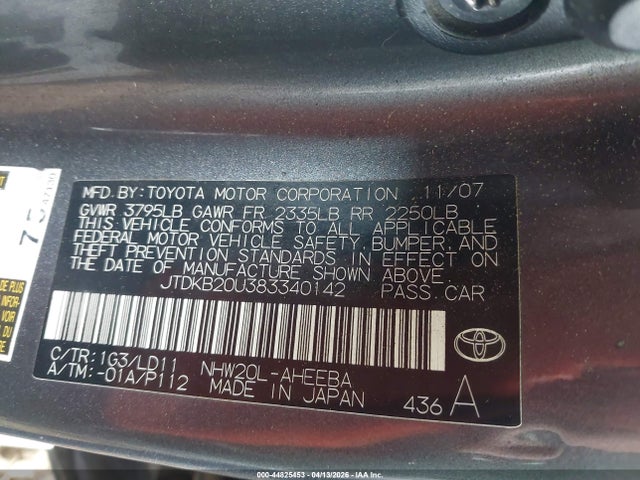 MFD. BY: TOYOTA MOTOR CORPORATION 11/07
GVWR 3795LB GAWR FR 2335LB RR 2250LB
THIS VEHICLE CONFORMS TO ALL APPLICABLE
FEDERAL MOTOR VEHICLE SAFETY, BUMPER, AND
THEFT PREVENTION STANDARDS IN EFFECT ON
THE DATE OF MANUFACTURE SHOWN ABOVE.
JTDKB20U383340142 PASS. CAR
C/TR: 1G3/LD11 NHW20L-AHEEBA
A/TM: -01A/P112 MADE IN JAPAN
436 A
TOYOTA
DE PLUS
000-44825453 - 04/13/2026 - IAA Inc.